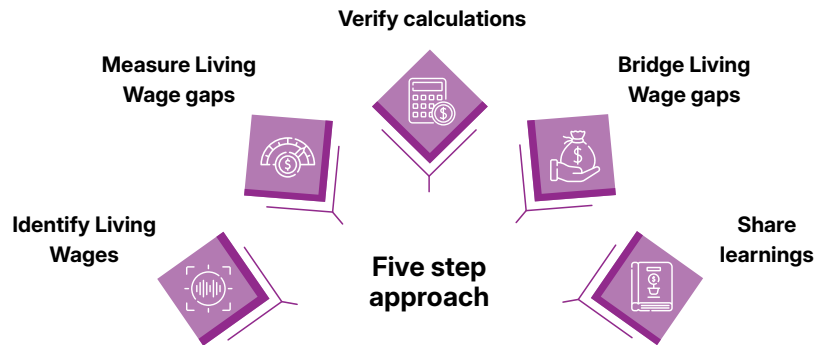 Verify calculations
Measure Living
Wage gaps
Bridge Living
Wage gaps
Identify Living
Wages
Share
learnings
Five step
approach